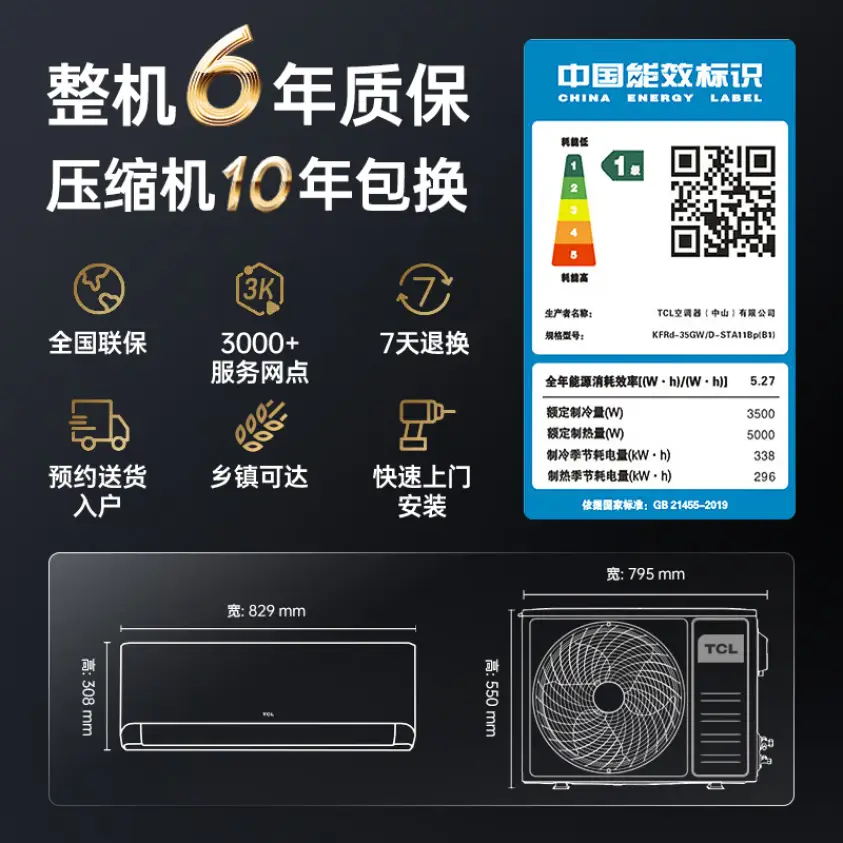 整机6年质保
压缩机10年包换
全国联保
3K
3000+
服务网点
7
7天退换
预约送货
入户
乡镇可达
快速上门
安装
中国能效标识
CHINA ENERGY LABEL
耗能低
1
2
3
4
5
耗能高
1级
生产者名称:
TCL空调器(中山)有限公司
规格型号:
KFRd-35GW/D-STA11Bp(B1)
全年能源消耗效率[(W·h)/(W·h)] 5.27
额定制冷量(W) 3500
额定制热量(W) 5000
制冷季节耗电量(kW·h) 338
制热季节耗电量(kW·h) 296
依据国家标准: GB 21455-2019
宽: 829 mm
高: 308 mm
TCL
宽: 795 mm
高: 550 mm
TCL